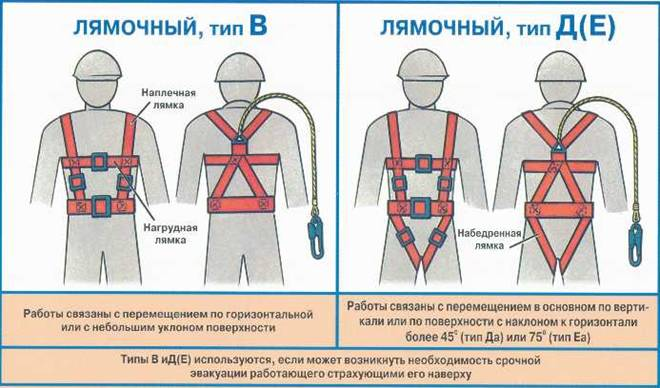 ЛЯМОЧНЫЙ, тип В
ЛЯМОЧНЫЙ, тип Д(Е)
Наплечная
лямка
Нагрудная
лямка
Набедренная
лямка
Работы связаны с перемещением по горизонтальной
или с небольшим уклоном поверхности
Работы связаны с перемещением в основном по верти-
кали или по поверхности с наклоном к горизонтали
более 45° (тип Да) или 75° (тип Еа)
Типы В иД(Е) используются, если может возникнуть необходимость срочной
эвакуации работающего страхующими его наверху